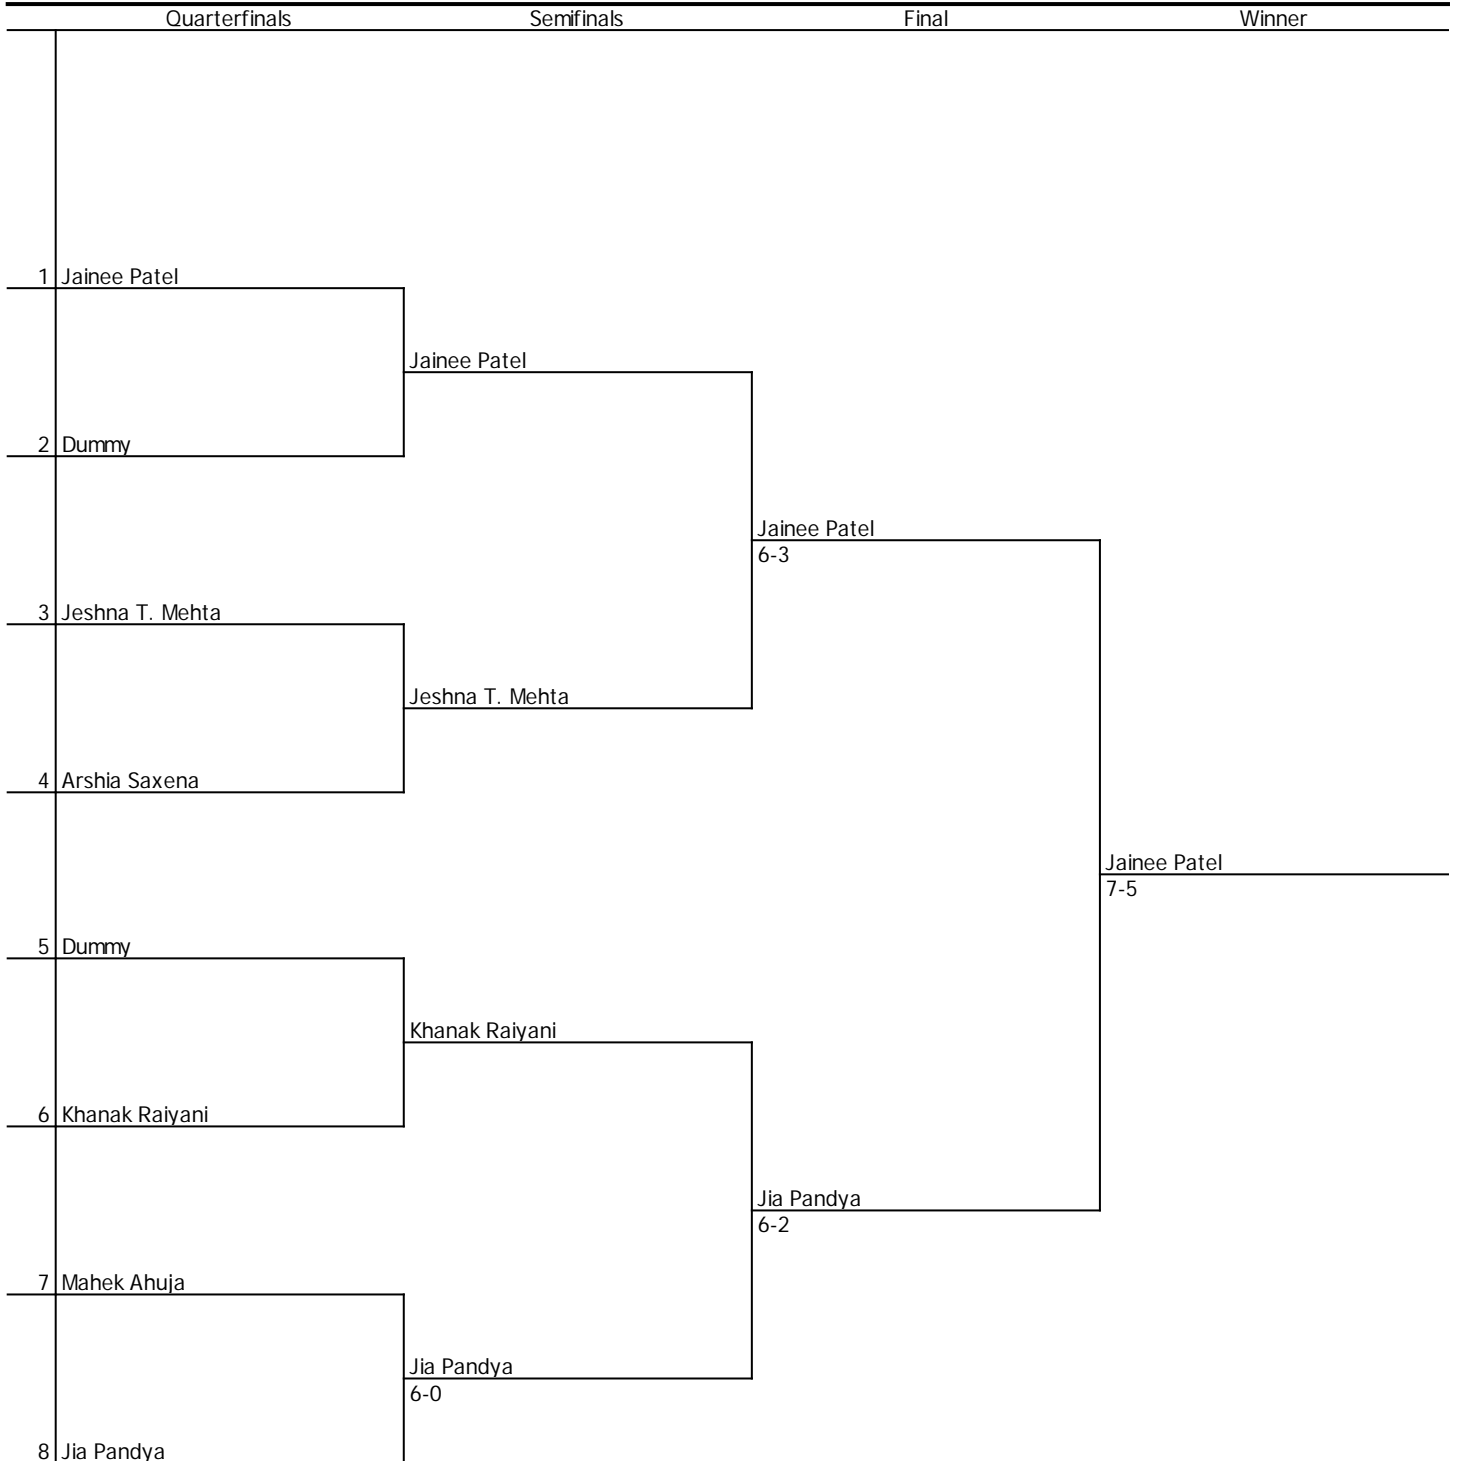 Quarterfinals Semifinals Final Winner
1 Jainee Patel
Jainee Patel
2 Dummy
Jainee Patel
6-3
3 Jeshna T. Mehta
Jeshna T. Mehta
4 Arshia Saxena
Jainee Patel
7-5
5 Dummy
Khanak Raiyani
6 Khanak Raiyani
Jia Pandya
6-2
7 Mahek Ahuja
Jia Pandya
6-0
8 Jia Pandya